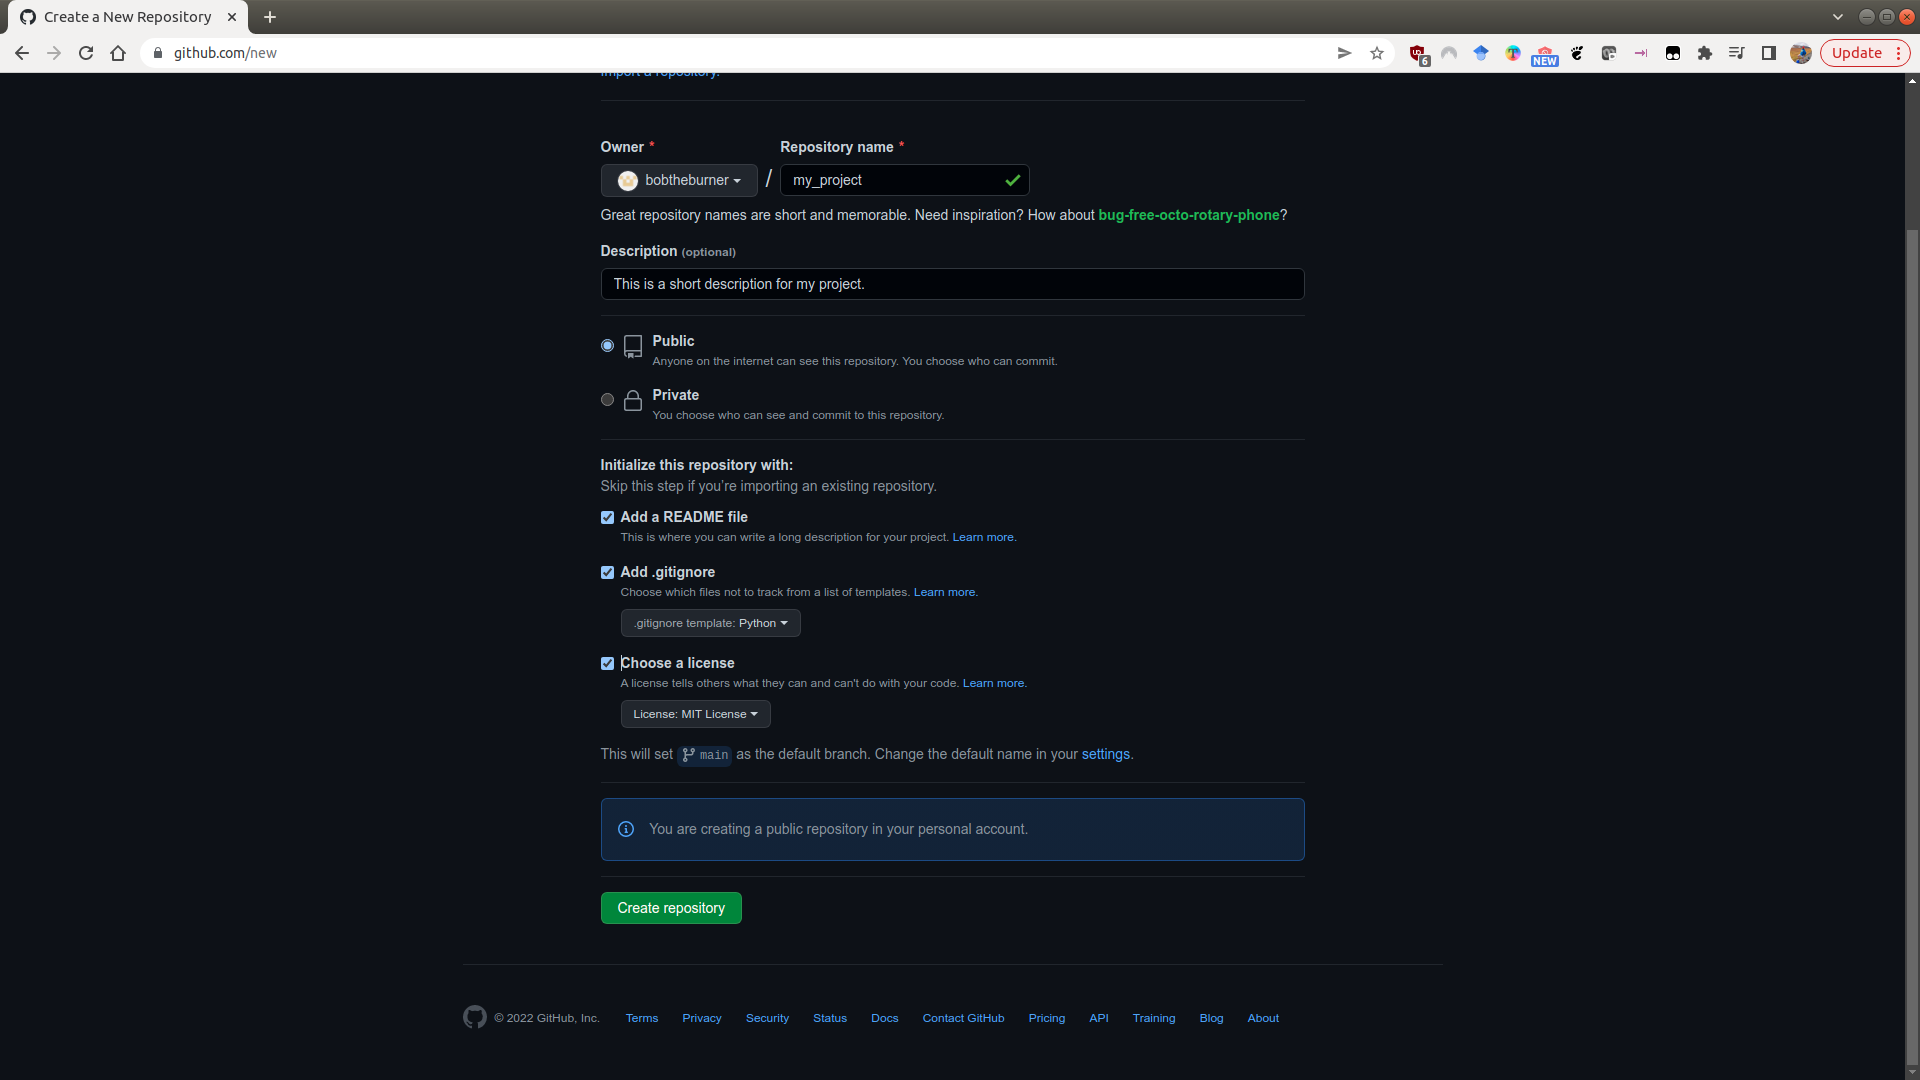 Create a New Repository
github.com/new
6
NEW
Update
Import a repository.
Owner *
Repository name *
bobtheburner
/
my_project
Great repository names are short and memorable. Need inspiration? How about bug-free-octo-rotary-phone?
Description (optional)
This is a short description for my project.
Public
Anyone on the internet can see this repository. You choose who can commit.
Private
You choose who can see and commit to this repository.
Initialize this repository with:
Skip this step if you’re importing an existing repository.
Add a README file
This is where you can write a long description for your project. Learn more.
Add .gitignore
Choose which files not to track from a list of templates. Learn more.
.gitignore template: Python
Choose a license
A license tells others what they can and can't do with your code. Learn more.
License: MIT License
This will set main as the default branch. Change the default name in your settings.
You are creating a public repository in your personal account.
Create repository
© 2022 GitHub, Inc. Terms Privacy Security Status Docs Contact GitHub Pricing API Training Blog About